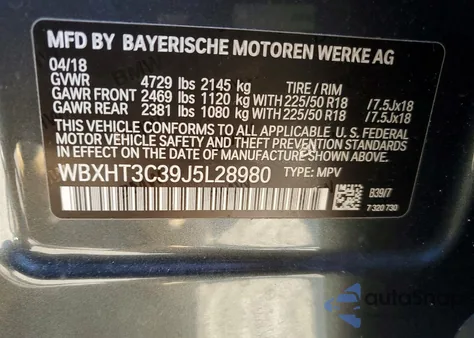 MFD BY BAYERISCHE MOTOREN WERKE AG
04/18
GVWR 4729 lbs 2145 kg TIRE / RIM
GAWR FRONT 2469 lbs 1120 kg WITH 225/50 R18 /7.5Jx18
GAWR REAR 2381 lbs 1080 kg WITH 225/50 R18 /7.5Jx18
THIS VEHICLE CONFORMS TO ALL APPLICABLE U.S. FEDERAL
MOTOR VEHICLE SAFETY AND THEFT PREVENTION STANDARDS
IN EFFECT ON THE DATE OF MANUFACTURE SHOWN ABOVE.
WBXHT3C39J5L28980 TYPE: MPV
B39/7
7 320 730